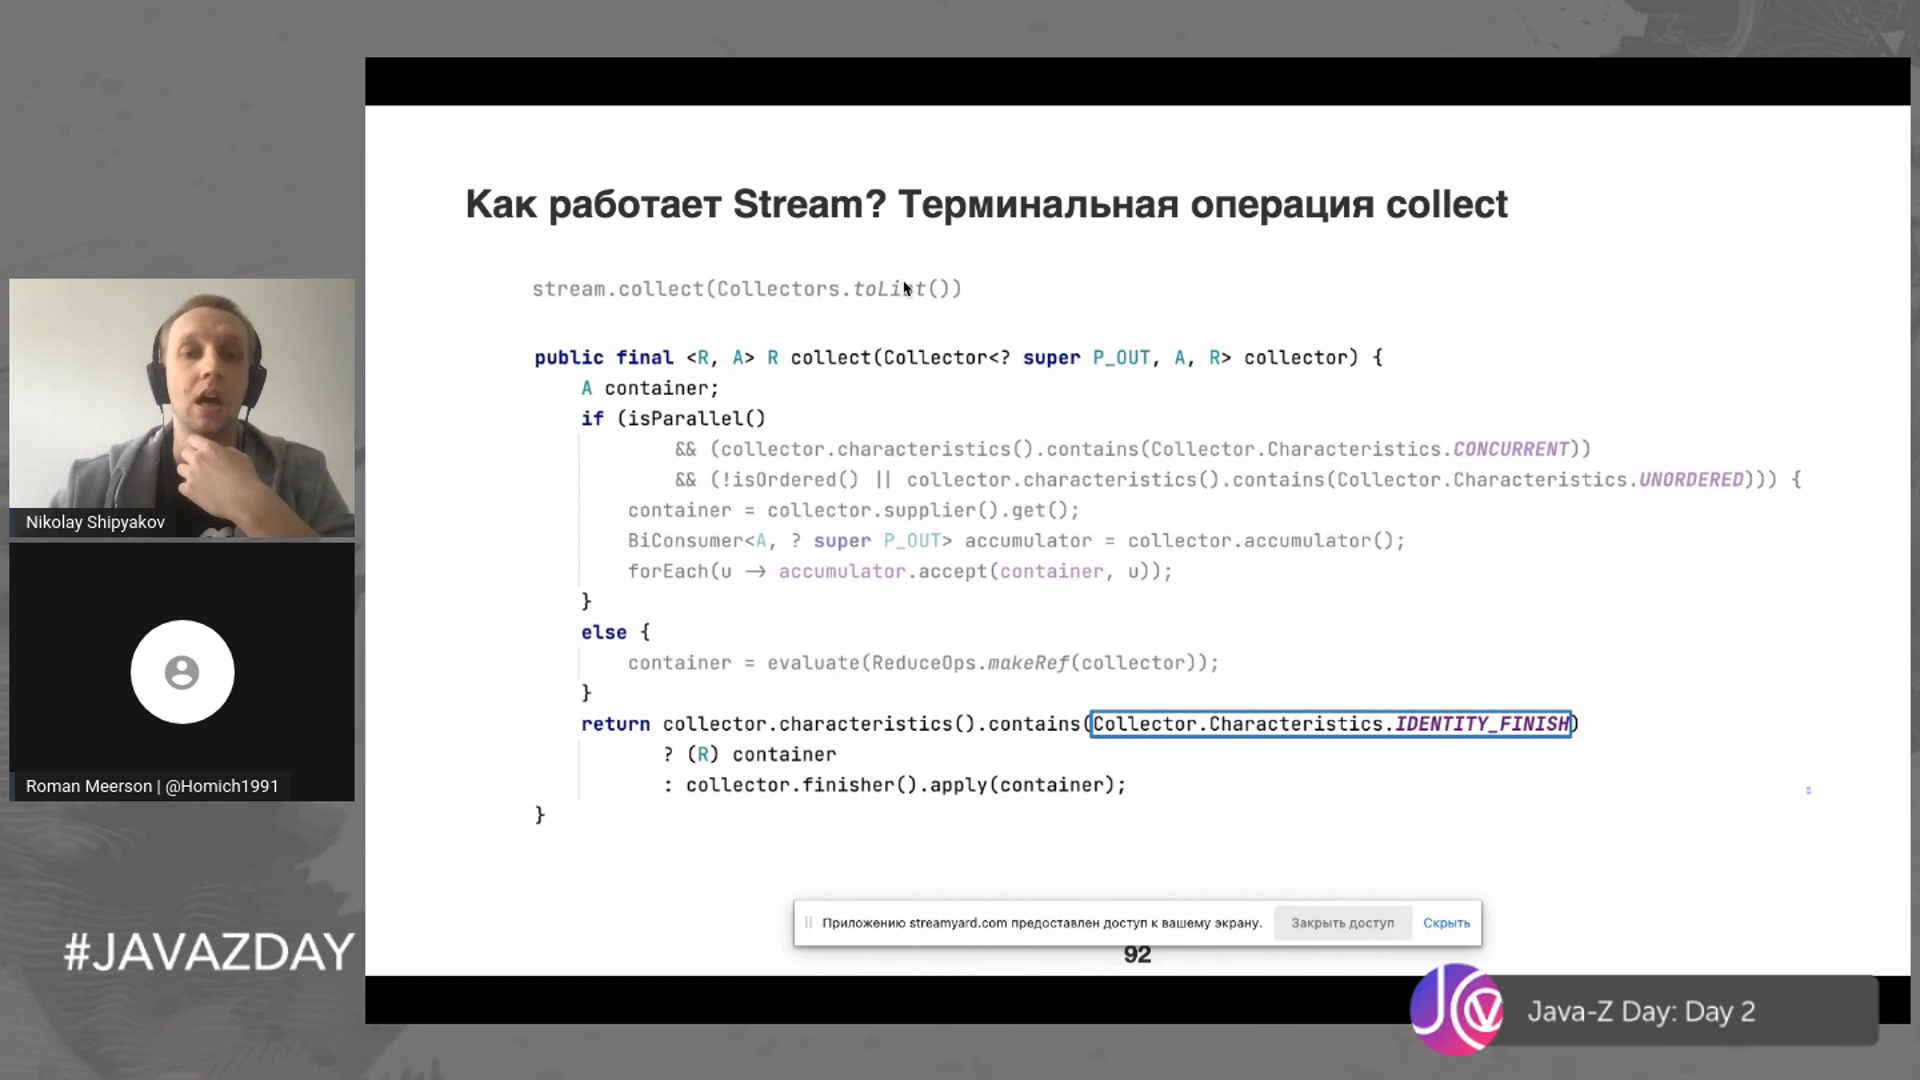 Как работает Stream? Терминальная операция collect
stream.collect(Collectors.toList())
public final <R, A> R collect(Collector<? super P_OUT, A, R> collector) {
A container;
if (isParallel()
&& (collector.characteristics().contains(Collector.Characteristics.CONCURRENT))
&& (!isOrdered() || collector.characteristics().contains(Collector.Characteristics.UNORDERED))) {
container = collector.supplier().get();
BiConsumer<A, ? super P_OUT> accumulator = collector.accumulator();
forEach(u → accumulator.accept(container, u));
}
else {
container = evaluate(ReduceOps.makeRef(collector));
}
return collector.characteristics().contains(Collector.Characteristics.IDENTITY_FINISH)
? (R) container
: collector.finisher().apply(container);
}
Приложению streamyard.com предоставлен доступ к вашему экрану.
Закрыть доступ
Скрыть
92
Nikolay Shipyakov
Roman Meerson | @Homich1991
#JAVAZDAY
Java-Z Day: Day 2